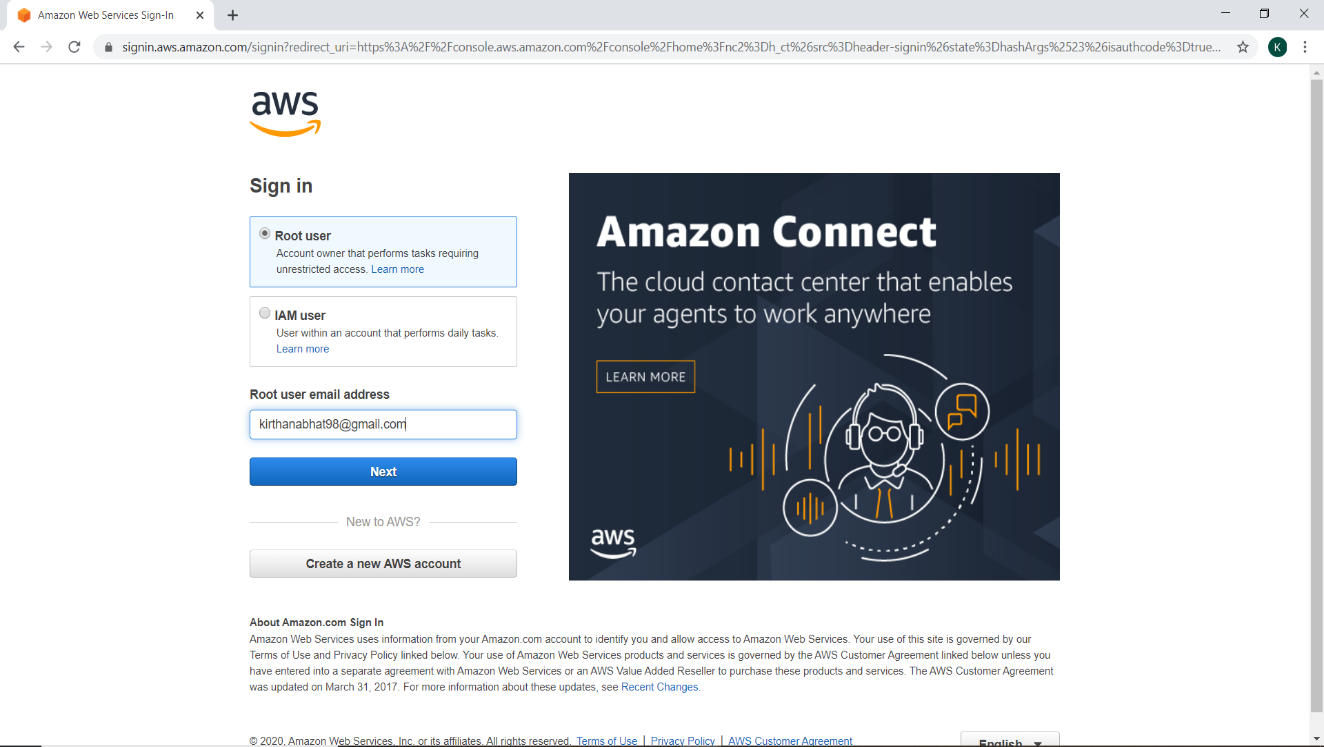 Amazon Web Services Sign-In
signin.aws.amazon.com/signin?redirect_uri=https%3A%2F%2Fconsole.aws.amazon.com%2Fconsole%2Fhome%3Fnc2%3Dh_ct%26src%3Dheader-signin%26state%3DhashArgs%2523%26isauthcode%3Dtrue...
K
aws
Sign in
Root user
Account owner that performs tasks requiring
unrestricted access. Learn more
IAM user
User within an account that performs daily tasks.
Learn more
Root user email address
kirthanabhat98@gmail.com
Next
New to AWS?
Create a new AWS account
Amazon Connect
The cloud contact center that enables
your agents to work anywhere
LEARN MORE
aws
About Amazon.com Sign In
Amazon Web Services uses information from your Amazon.com account to identify you and allow access to Amazon Web Services. Your use of this site is governed by our
Terms of Use and Privacy Policy linked below. Your use of Amazon Web Services products and services is governed by the AWS Customer Agreement linked below unless you
have entered into a separate agreement with Amazon Web Services or an AWS Value Added Reseller to purchase these products and services. The AWS Customer Agreement
was updated on March 31, 2017. For more information about these updates, see Recent Changes.
© 2020, Amazon Web Services, Inc. or its affiliates. All rights reserved. Terms of Use | Privacy Policy | AWS Customer Agreement
English